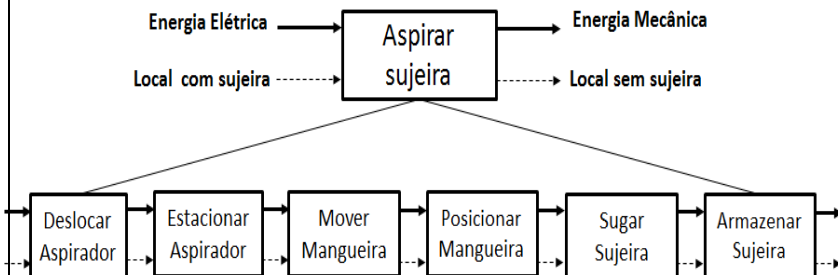 Energia Elétrica
Energia Mecânica
Aspirar
sujeira
Local com sujeira
Local sem sujeira
Deslocar
Aspirador
Estacionar
Aspirador
Mover
Mangueira
Posicionar
Mangueira
Sugar
Sujeira
Armazenar
Sujeira